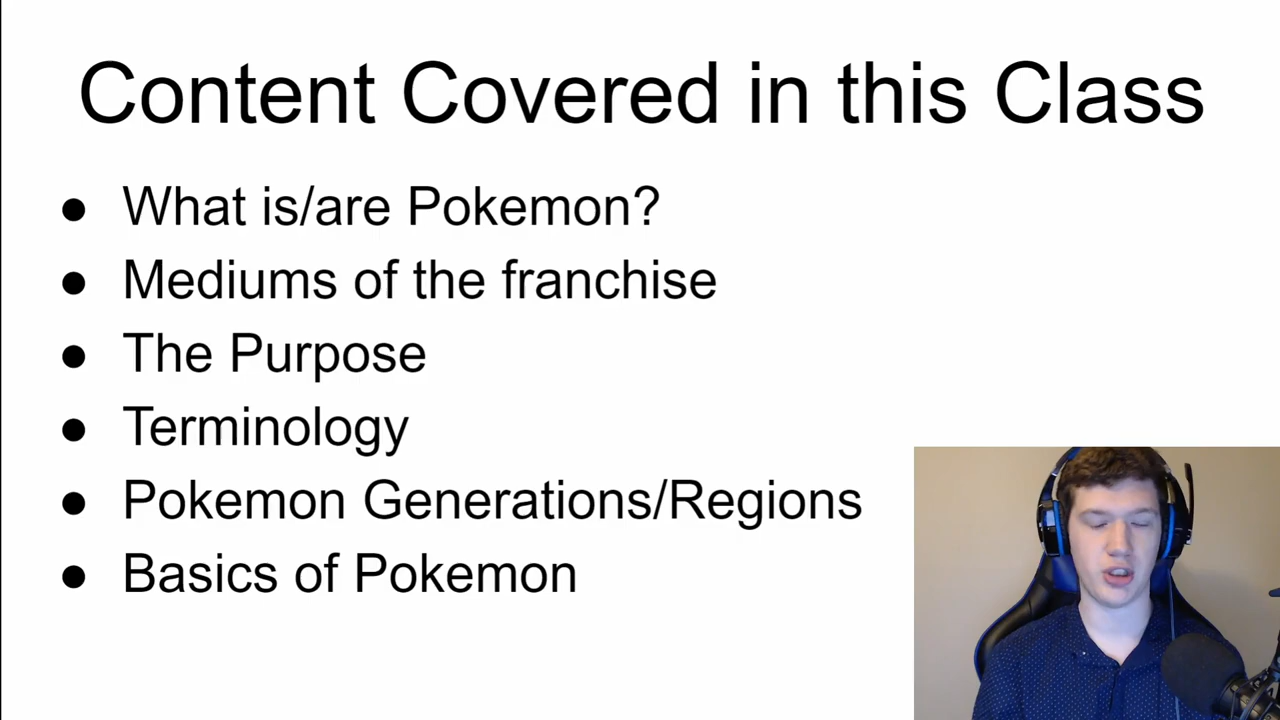 Content Covered in this Class
● What is/are Pokemon?
● Mediums of the franchise
● The Purpose
● Terminology
● Pokemon Generations/Regions
● Basics of Pokemon